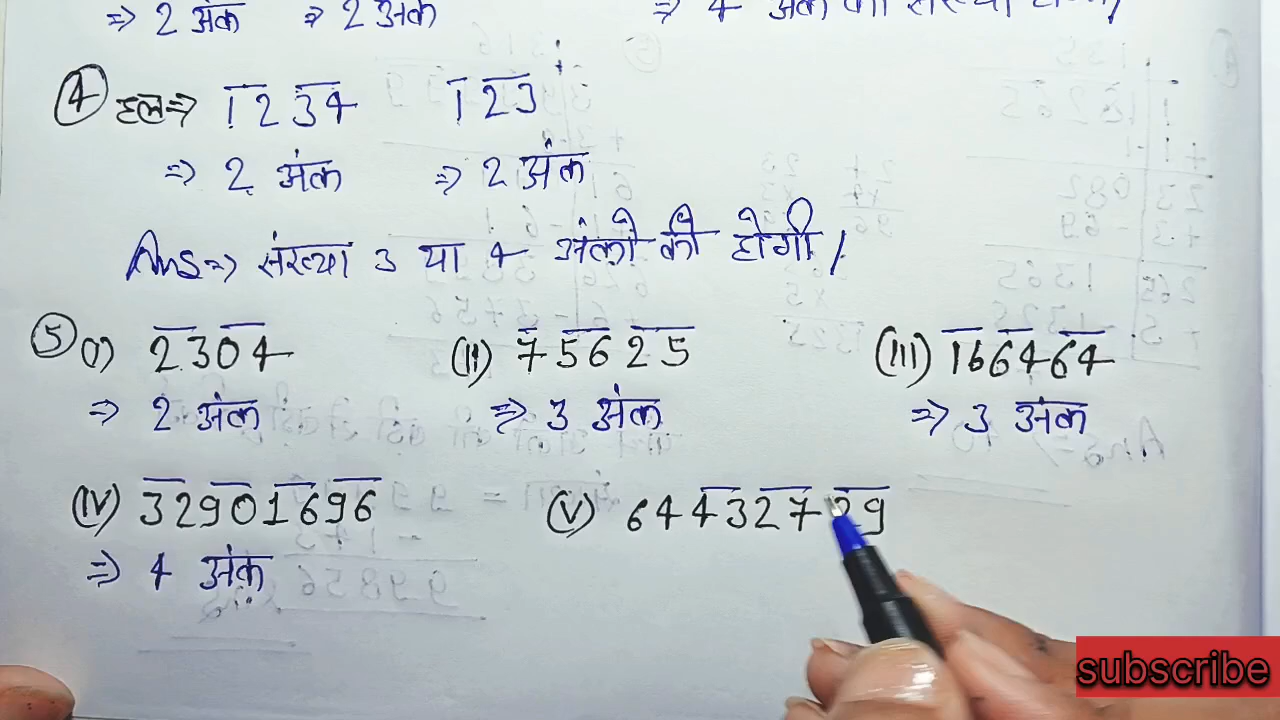 ⇒ 2 अंक ⇒ 2 अंक ⇒ 4
④ हल⇒ 1234 123
⇒ 2 अंक ⇒ 2 अंक
Ans⇒ संख्या 3 या 4 अंको की होगी।
⑤ (i) 2304 (ii) 75625 (iii) 166464
⇒ 2 अंक ⇒ 3 अंक ⇒ 3 अंक
(iv) 32901696 (v) 64432729
⇒ 4 अंक
subscribe